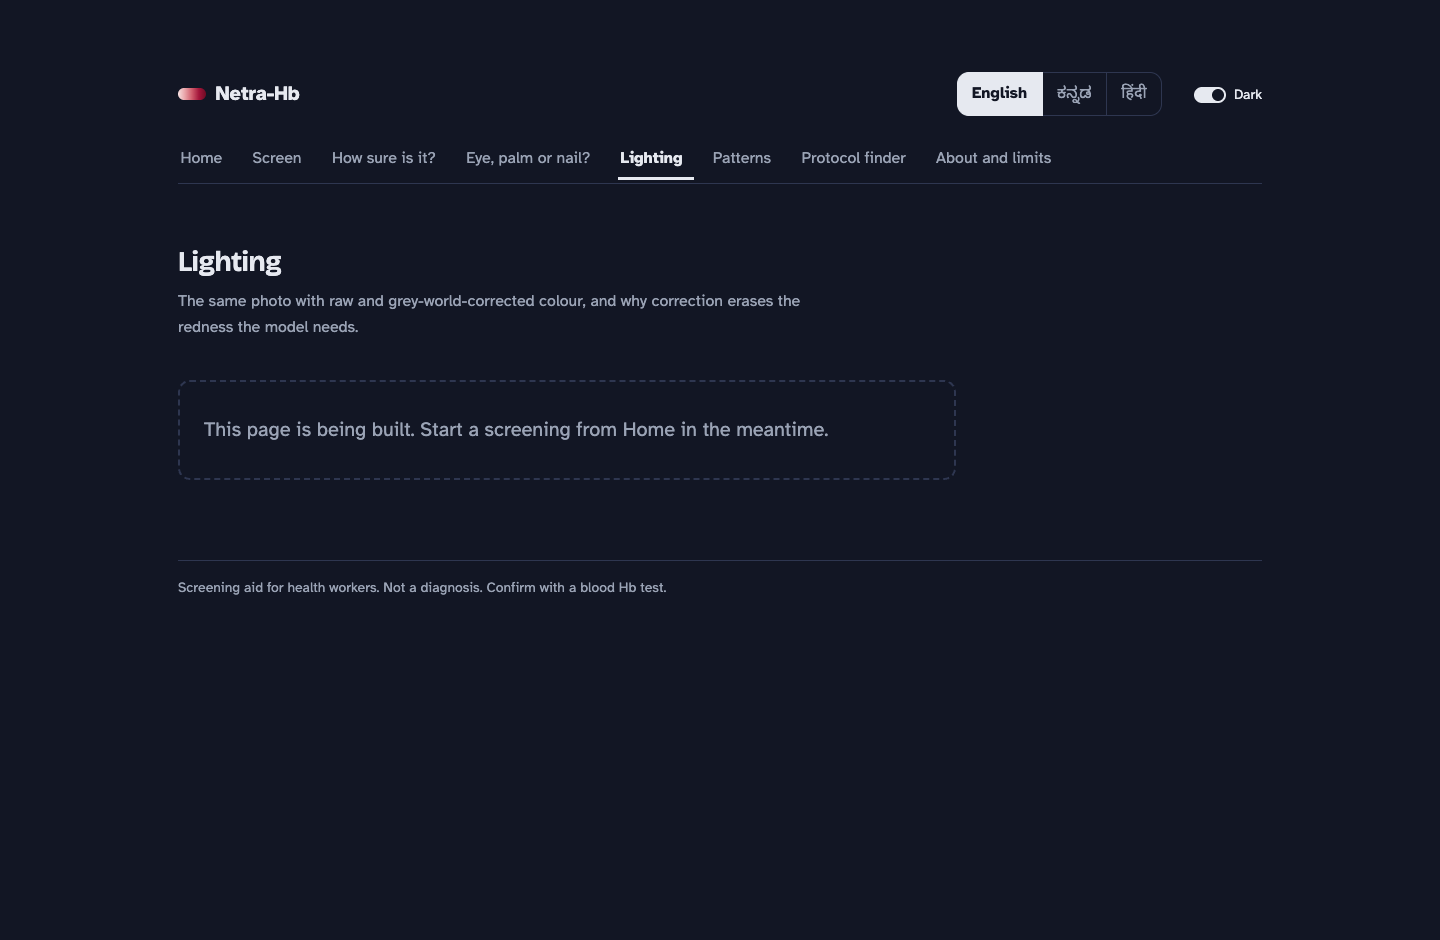 Netra-Hb
English
ಕನ್ನಡ
हिंदी
Dark
Home
Screen
How sure is it?
Eye, palm or nail?
Lighting
Patterns
Protocol finder
About and limits
Lighting
The same photo with raw and grey-world-corrected colour, and why correction erases the
redness the model needs.
This page is being built. Start a screening from Home in the meantime.
Screening aid for health workers. Not a diagnosis. Confirm with a blood Hb test.